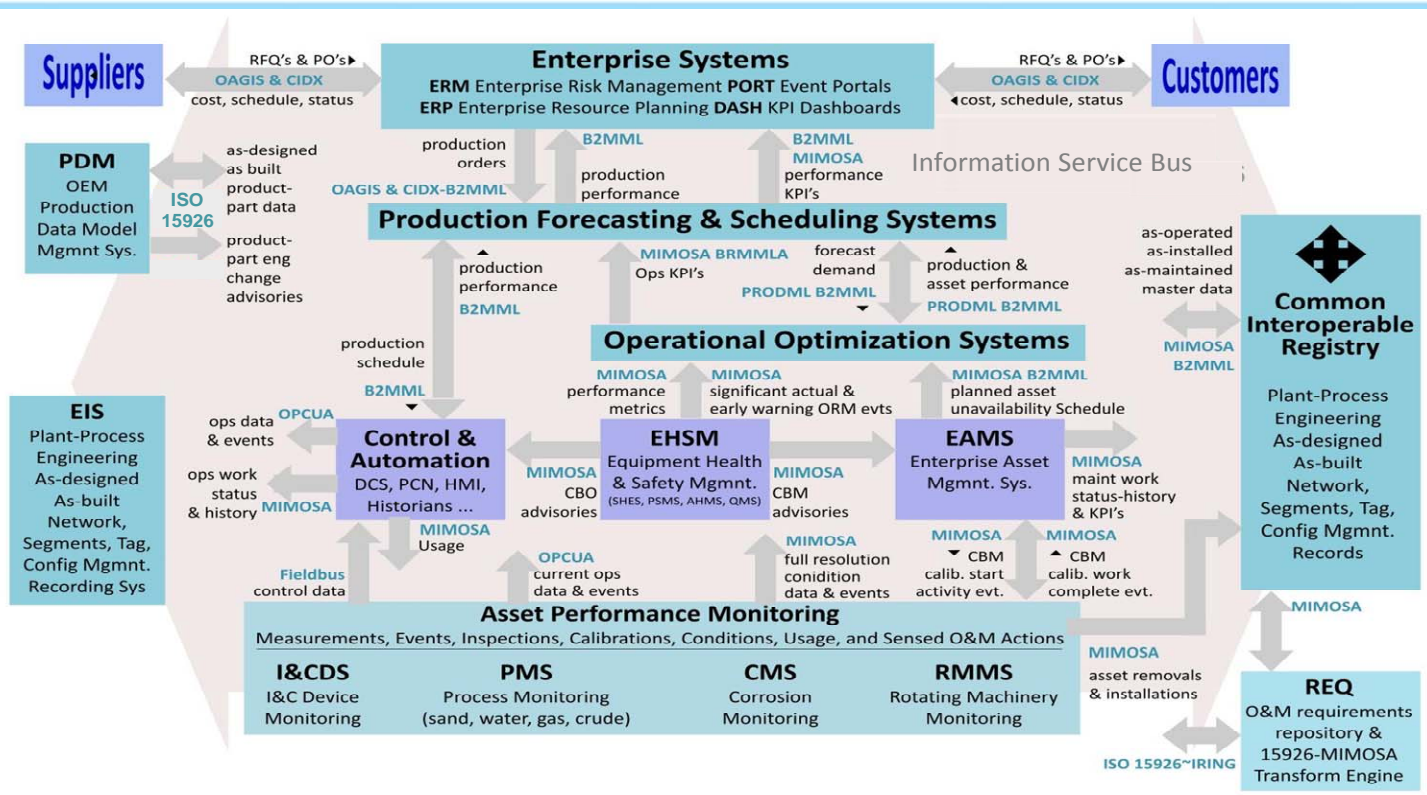 Suppliers
RFQ's & PO's
OAGIS & CIDX
cost, schedule, status
Enterprise Systems
ERM Enterprise Risk Management PORT Event Portals
ERP Enterprise Resource Planning DASH KPI Dashboards
RFQ's & PO's
OAGIS & CIDX
cost, schedule, status
Customers
PDM
OEM
Production
Data Model
Mgmnt Sys.
ISO
15926
as-designed
as built
product-
part data
product-
part eng
change
advisories
production
orders
OAGIS & CIDX-B2MML
B2MML
production
performance
B2MML
MIMOSA
performance
KPI's
Information Service Bus
Production Forecasting & Scheduling Systems
production
performance
B2MML
MIMOSA BRMMLA
Ops KPI's
forecast
demand
PRODML B2MML
production &
asset performance
PRODML B2MML
as-operated
as-installed
as-maintained
master data
MIMOSA
B2MML
Common
Interoperable
Registry
Plant-Process
Engineering
As-designed
As-built
Network,
Segments, Tag,
Config Mgmnt.
Records
production
schedule
B2MML
Operational Optimization Systems
MIMOSA
performance
metrics
MIMOSA
significant actual &
early warning ORM evts
MIMOSA B2MML
planned asset
unavailability Schedule
EIS
Plant-Process
Engineering
As-designed
As-built
Network,
Segments, Tag,
Config Mgmnt.
Recording Sys
OPCUA
ops data
& events
ops work
status
& history
MIMOSA
Control &
Automation
DCS, PCN, HMI,
Historians ...
MIMOSA
CBO
advisories
EHSM
Equipment Health
& Safety Mgmnt.
(SHES, PSMS, AHMS, QMS)
MIMOSA
CBM
advisories
EAMS
Enterprise Asset
Mgmnt. Sys.
MIMOSA
maint work
status-history
& KPI's
Fieldbus
control data
MIMOSA
Usage
OPCUA
current ops
data & events
MIMOSA
full resolution
condition
data & events
MIMOSA
CBM
calib. start
activity evt.
MIMOSA
CBM
calib. work
complete evt.
Asset Performance Monitoring
Measurements, Events, Inspections, Calibrations, Conditions, Usage, and Sensed O&M Actions
I&CDS
I&C Device
Monitoring
PMS
Process Monitoring
(sand, water, gas, crude)
CMS
Corrosion
Monitoring
RMMS
Rotating Machinery
Monitoring
MIMOSA
asset removals
& installations
MIMOSA
REQ
O&M requirements
repository &
15926-MIMOSA
Transform Engine
ISO 15926~IRING